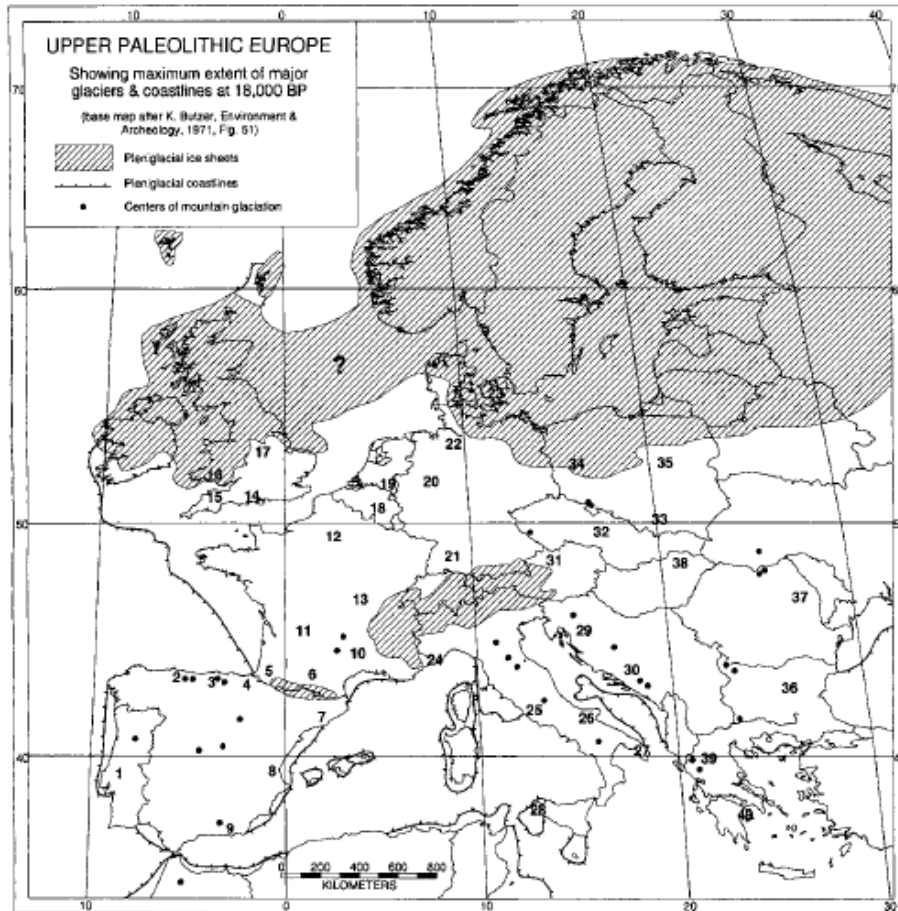 10 0 10 20 30 40
UPPER PALEOLITHIC EUROPE
Showing maximum extent of major
glaciers & coastlines at 18,000 BP
(base map after K. Butzer, Environment &
Archeology, 1971, Fig. 51)
Pleniglacial ice sheets
Pleniglacial coastlines
Centers of mountain glaciation
70
60 60
?
22
17
34 35
16 19 20
15 14
18
50 33 50
12 32
21 31 38
13 37
11 29
10
24
5 6 30
2 3 4 36
7 25 26
27
40 39 40
1 8
28 40
9
0 200 400 600 800
KILOMETERS
10 0 10 20 30